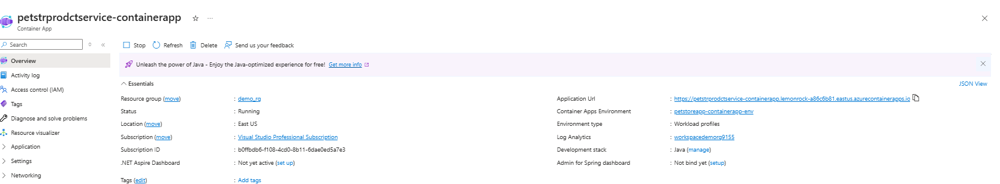 petstrprodctservice-containerapp
Container App
Search
Stop Refresh Delete Send us your feedback
Overview
Activity log
Access control (IAM)
Tags
Diagnose and solve problems
Resource visualizer
Application
Settings
Networking
Unleash the power of Java - Enjoy the Java-optimized experience for free! Get more info
Essentials
JSON View
Resource group (move) : demo_rg
Status : Running
Location (move) : East US
Subscription (move) : Visual Studio Professional Subscription
Subscription ID : b0ffbdb6-f108-4cd0-8b11-6dae0ed5a7e3
.NET Aspire Dashboard : Not yet active (set up)
Tags (edit) : Add tags
Application Url : https://petstrprodctservice-containerapp.lemonrock-a86c6b81.eastus.azurecontainerapps.io
Container Apps Environment : petstoreapp-containerapp-env
Environment type : Workload profiles
Log Analytics : workspacedemorg9155
Development stack : Java (manage)
Admin for Spring dashboard : Not bind yet (setup)